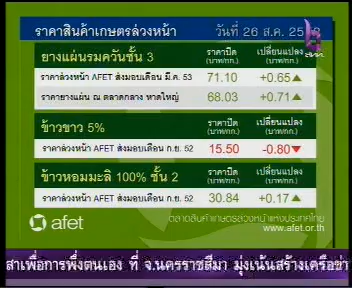 ราคาสินค้าเกษตรล่วงหน้า วันที่ 26 ส.ค. 25
ยางแผ่นรมควันชั้น 3 ราคาปิด (บาท/กก.) เปลี่ยนแปลง (บาท/กก.)
ราคาล่วงหน้า AFET ส่งมอบเดือน มี.ค. 53 71.10 +0.65▲
ราคายางแผ่น ณ ตลาดกลาง หาดใหญ่ 68.03 +0.71▲
ข้าวขาว 5% ราคาปิด (บาท/กก.) เปลี่ยนแปลง (บาท/กก.)
ราคาล่วงหน้า AFET ส่งมอบเดือน ก.ย. 52 15.50 -0.80▼
ข้าวหอมมะลิ 100% ชั้น 2 ราคาปิด (บาท/กก.) เปลี่ยนแปลง (บาท/กก.)
ราคาล่วงหน้า AFET ส่งมอบเดือน ก.ย. 52 30.84 +0.17▲
afet ตลาดสินค้าเกษตรล่วงหน้าแห่งประเทศไทย
www.afet.or.th
สาเพื่อการพึ่งตนเอง ที่ จ.นครราชสีมา มุ่งเน้นสร้างเครือข่า